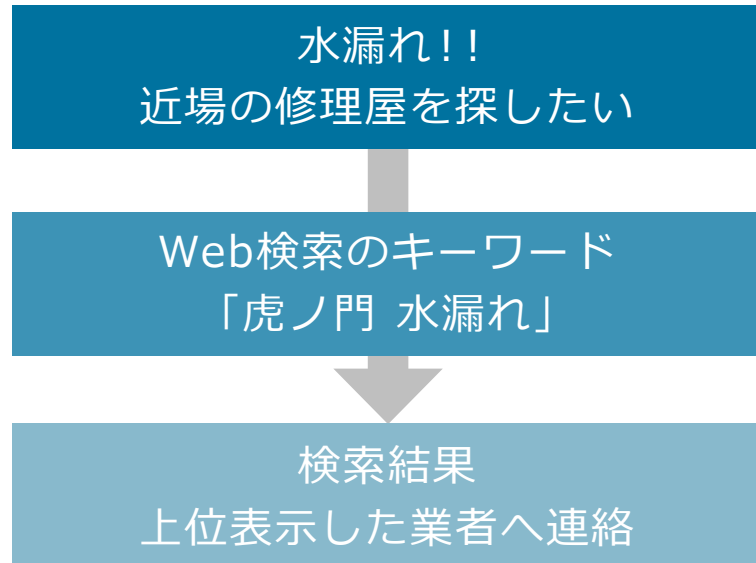 水漏れ!!
近場の修理屋を探したい
Web検索のキーワード
「虎ノ門 水漏れ」
検索結果
上位表示した業者へ連絡